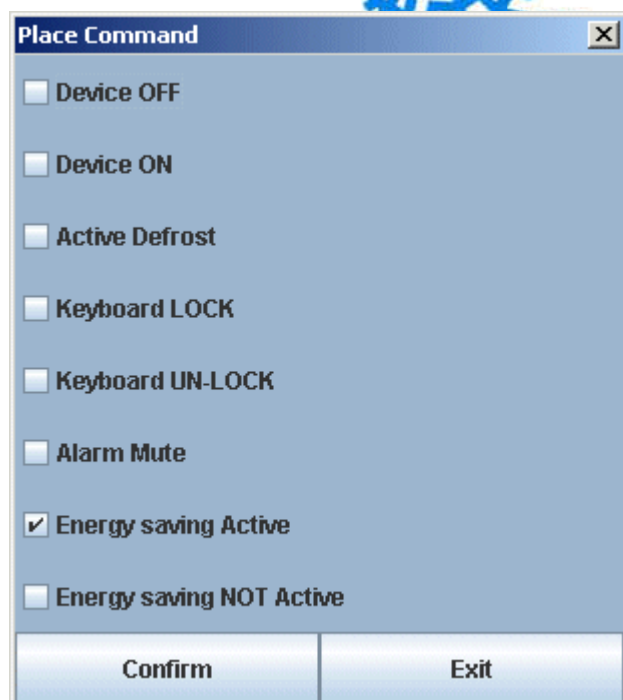 Place Command
Device OFF
Device ON
Active Defrost
Keyboard LOCK
Keyboard UN-LOCK
Alarm Mute
Energy saving Active
Energy saving NOT Active
Confirm Exit